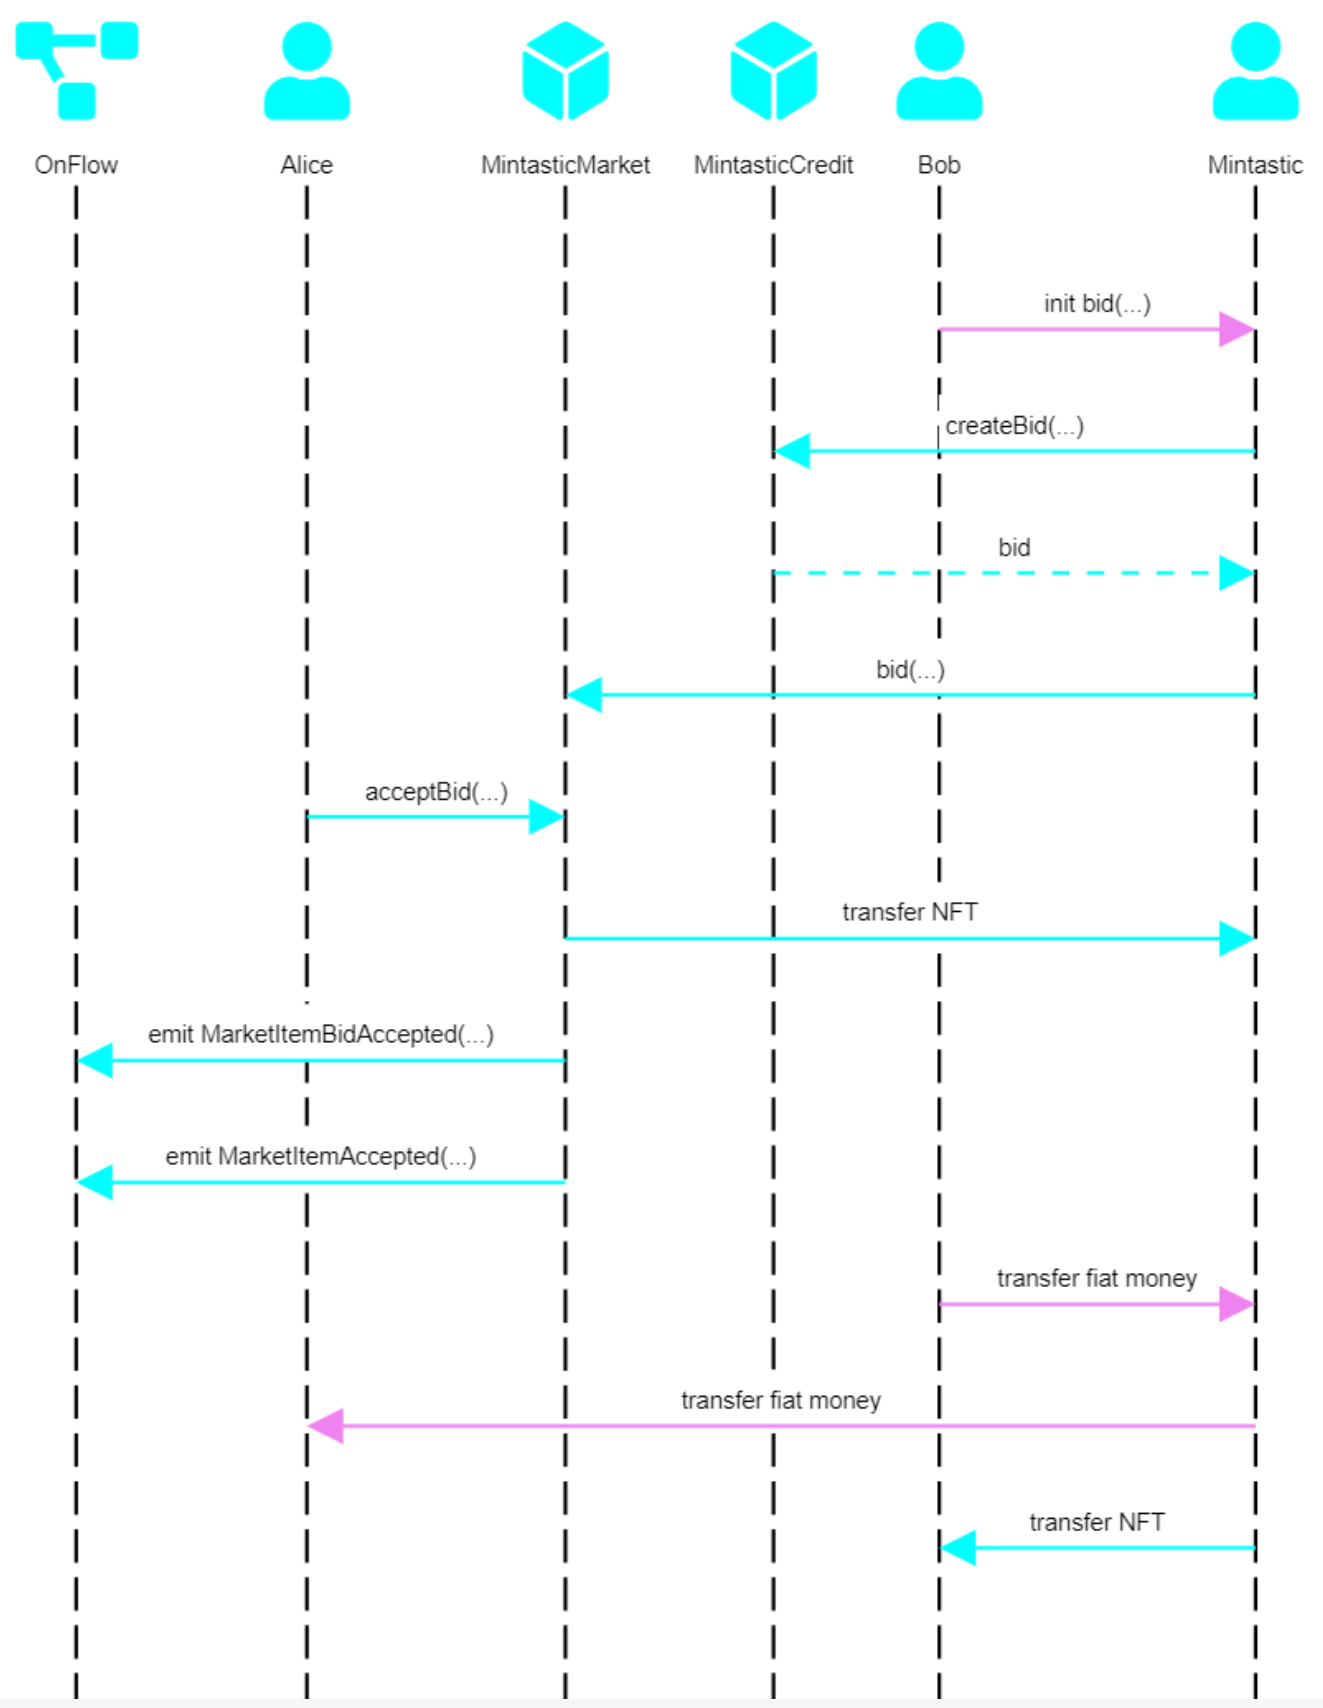 OnFlow
Alice
MintasticMarket
MintasticCredit
Bob
Mintastic
init bid(...)
createBid(...)
bid
bid(...)
acceptBid(...)
transfer NFT
emit MarketItemBidAccepted(...)
emit MarketItemAccepted(...)
transfer fiat money
transfer fiat money
transfer NFT